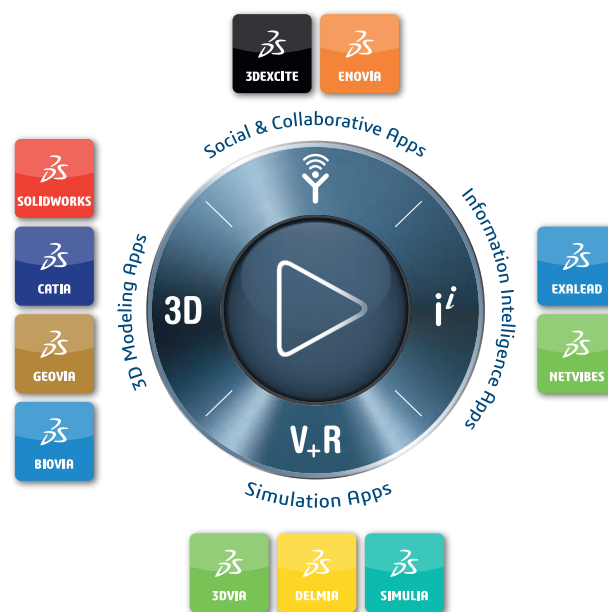 3DEXCITE
ENOVIA
Social & Collaborative Apps
SOLIDWORKS
CATIA
GEOVIA
BIOVIA
3D Modeling Apps
3D
i i
Information Intelligence Apps
EXALEAD
NETVIBES
V+R
Simulation Apps
3DVIA
DELMIA
SIMULIA